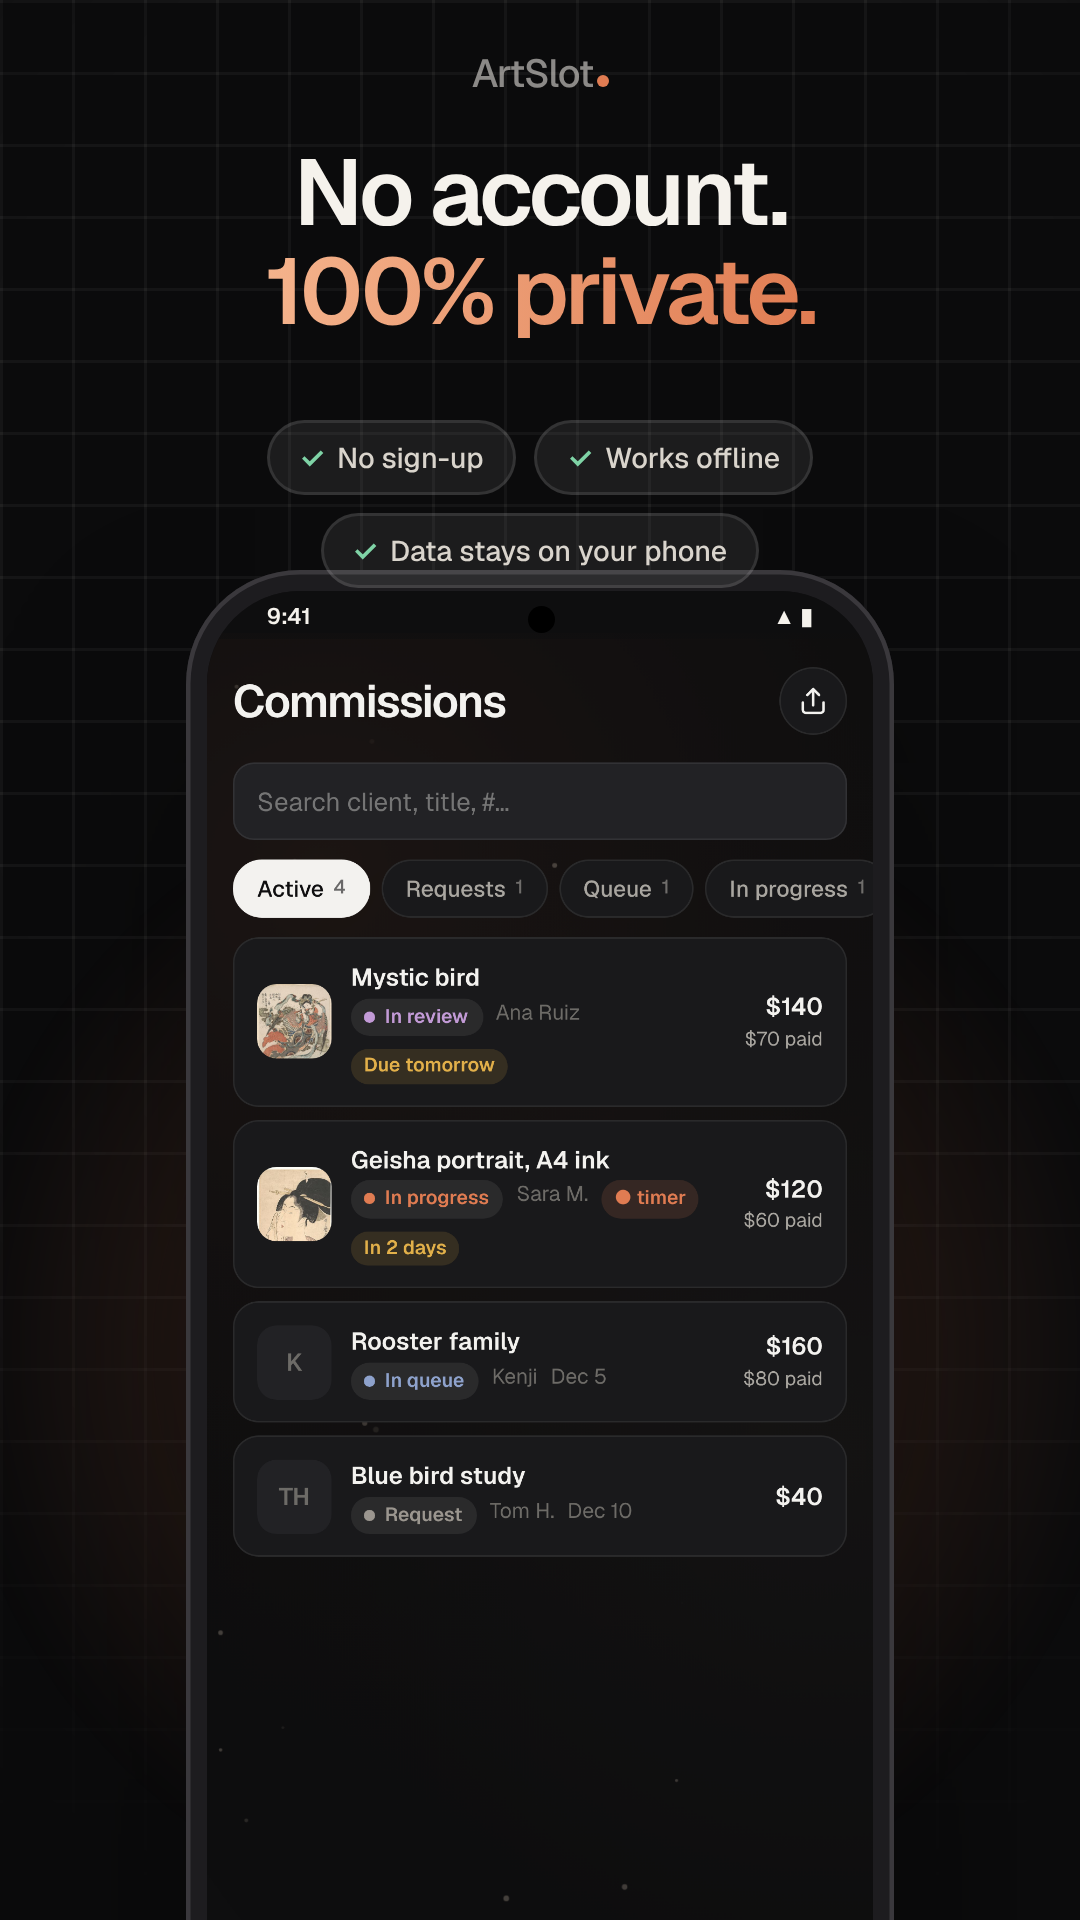 ArtSlot.
No account.
100% private.
✓ No sign-up ✓ Works offline
✓ Data stays on your phone
9:41
Commissions
Search client, title, #...
Active 4 Requests 1 Queue 1 In progress 1
Mystic bird
In review Ana Ruiz
Due tomorrow
$140
$70 paid
Geisha portrait, A4 ink
In progress Sara M. timer
In 2 days
$120
$60 paid
K
Rooster family
In queue Kenji Dec 5
$160
$80 paid
TH
Blue bird study
Request Tom H. Dec 10
$40